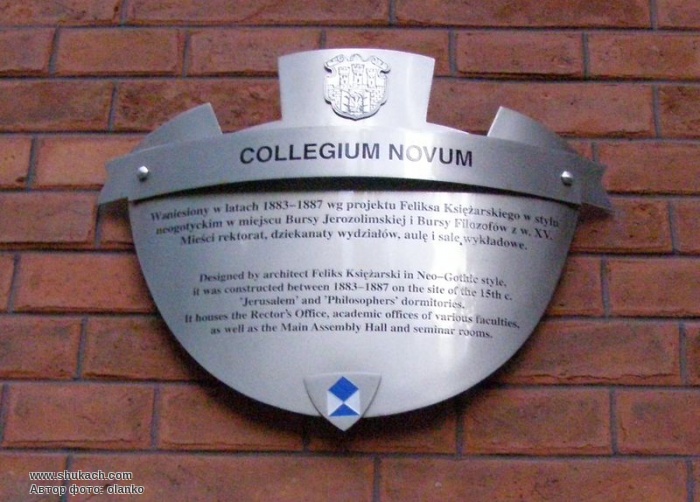 COLLEGIUM NOVUM
Wzniesiony w latach 1883–1887 wg projektu Feliksa Księżarskiego w stylu
neogotyckim w miejscu Bursy Jerozolimskiej i Bursy Filozofów z w. XV.
Mieści rektorat, dziekanaty wydziałów, aulę i sale wykładowe.
Designed by architect Feliks Księżarski in Neo–Gothic style,
it was constructed between 1883–1887 on the site of the 15th c.
'Jerusalem' and 'Philosophers' dormitories.
It houses the Rector's Office, academic offices of various faculties,
as well as the Main Assembly Hall and seminar rooms.
www.shukach.com
Автор фото: olanko